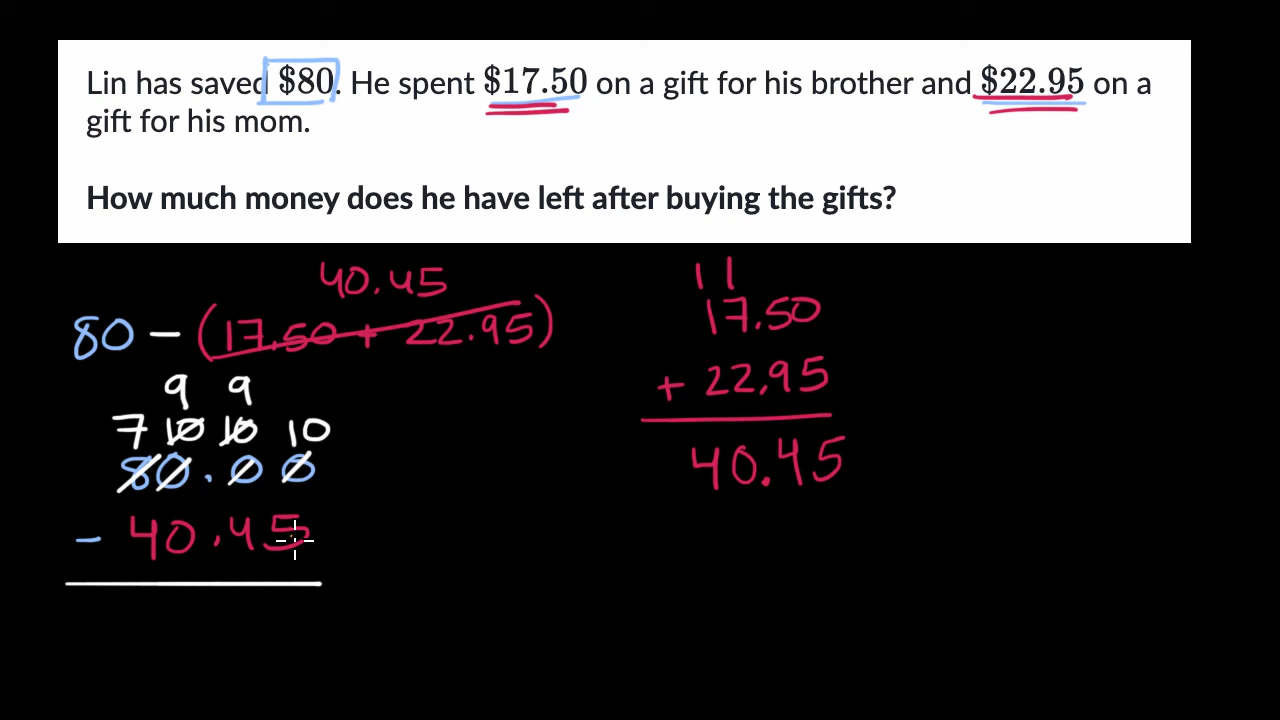 Lin has saved $80. He spent $17.50 on a gift for his brother and $22.95 on a
gift for his mom.
How much money does he have left after buying the gifts?
40.45
80 - (17.50 + 22.95)
9 9
7 10 10 10
80.00
- 40.45
11
17.50
+ 22.95
40.45